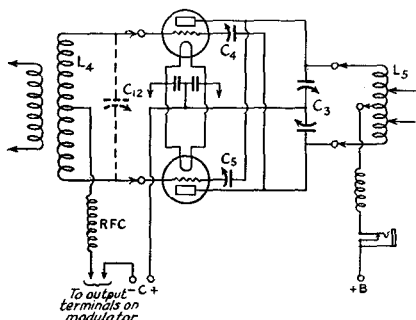 L4
C12
C4
C3
L5
C5
RFC
-C +
+B
To output
terminals on
modulator